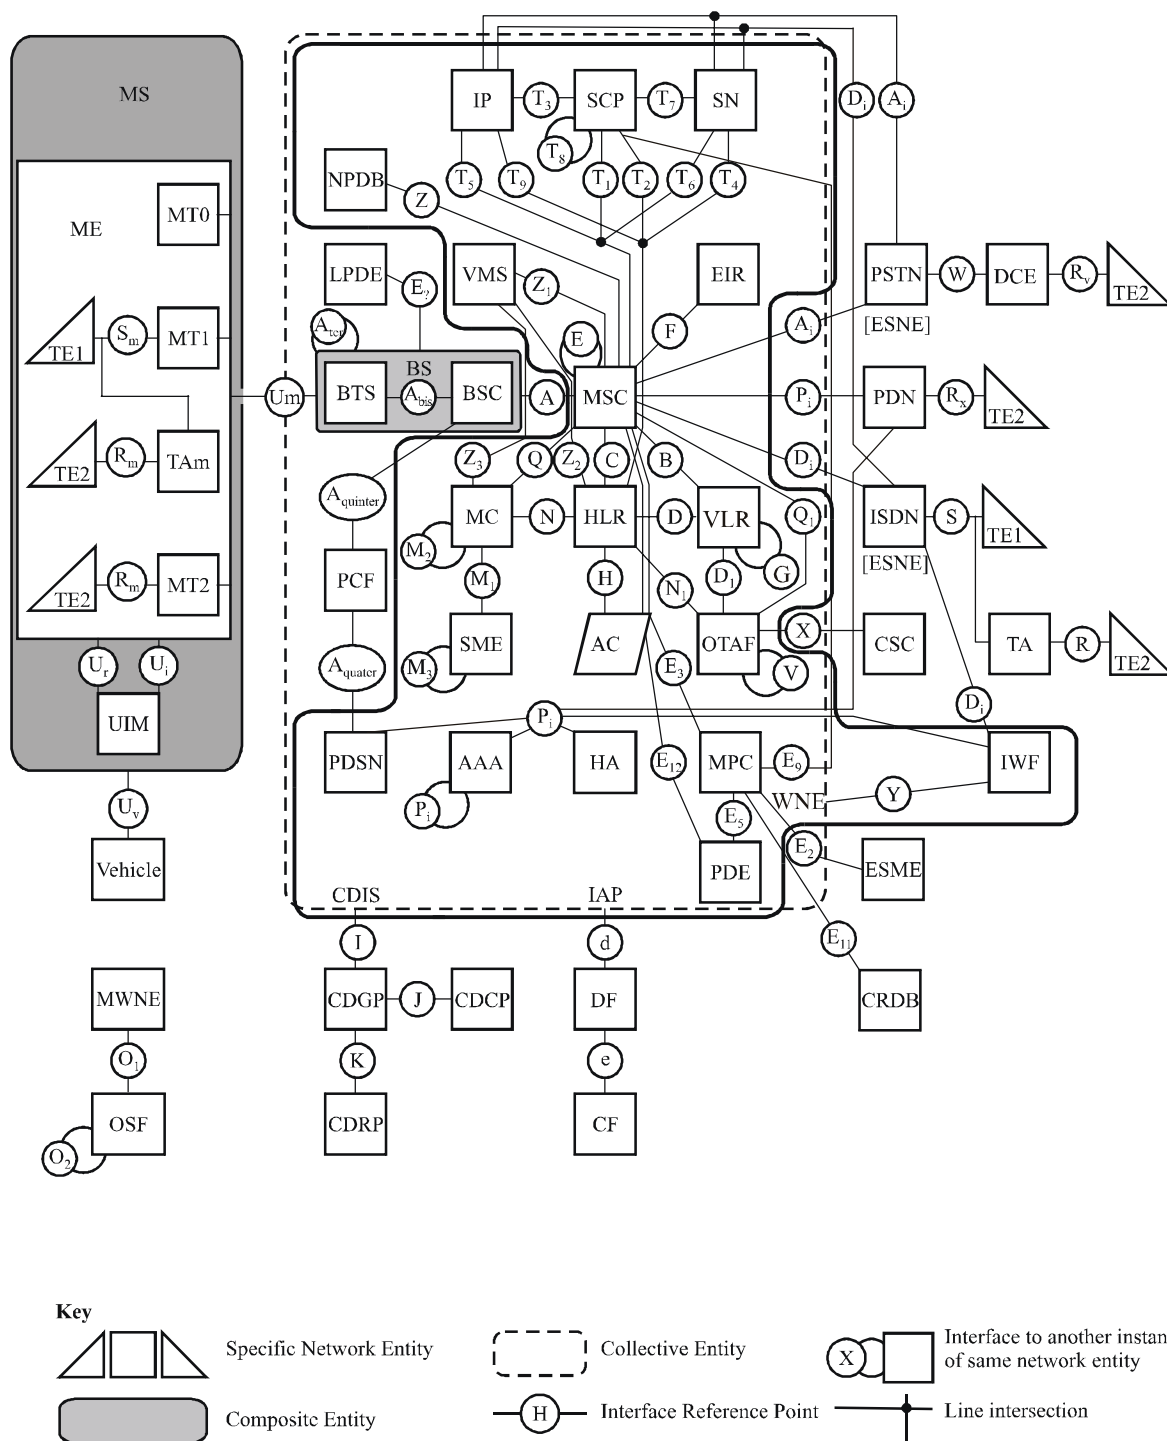 MS
IP
T3
SCP
T7
SN
Di
Ai
T8
NPDB
Z
T5
T9
T1
T2
T6
T4
ME
MT0
LPDE
E?
VMS
Z1
EIR
PSTN
W
DCE
Rv
TE2
[ESNE]
TE1
Sm
MT1
Ater
E
F
Ai
BS
Um
BTS
Abis
BSC
A
MSC
Pi
PDN
Rx
TE2
TE2
Rm
TAm
Z3
Q
Z2
C
B
Di
Aquinter
MC
N
HLR
D
VLR
Q1
ISDN
S
TE1
[ESNE]
TE2
Rm
MT2
M2
M1
H
D1
G
PCF
N1
SME
AC
OTAF
X
CSC
TA
R
TE2
Ur
Ui
Aquater
M3
E3
V
UIM
Pi
Di
PDSN
AAA
HA
E12
MPC
E9
IWF
Uv
Pi
E5
WNE
Y
Vehicle
PDE
E2
ESME
CDIS
IAP
I
d
E11
MWNE
CDGP
J
CDCP
DF
CRDB
O1
K
e
OSF
O2
CDRP
CF
Key
Specific Network Entity
Collective Entity
X
Interface to another instan
of same network entity
Composite Entity
H
Interface Reference Point
Line intersection